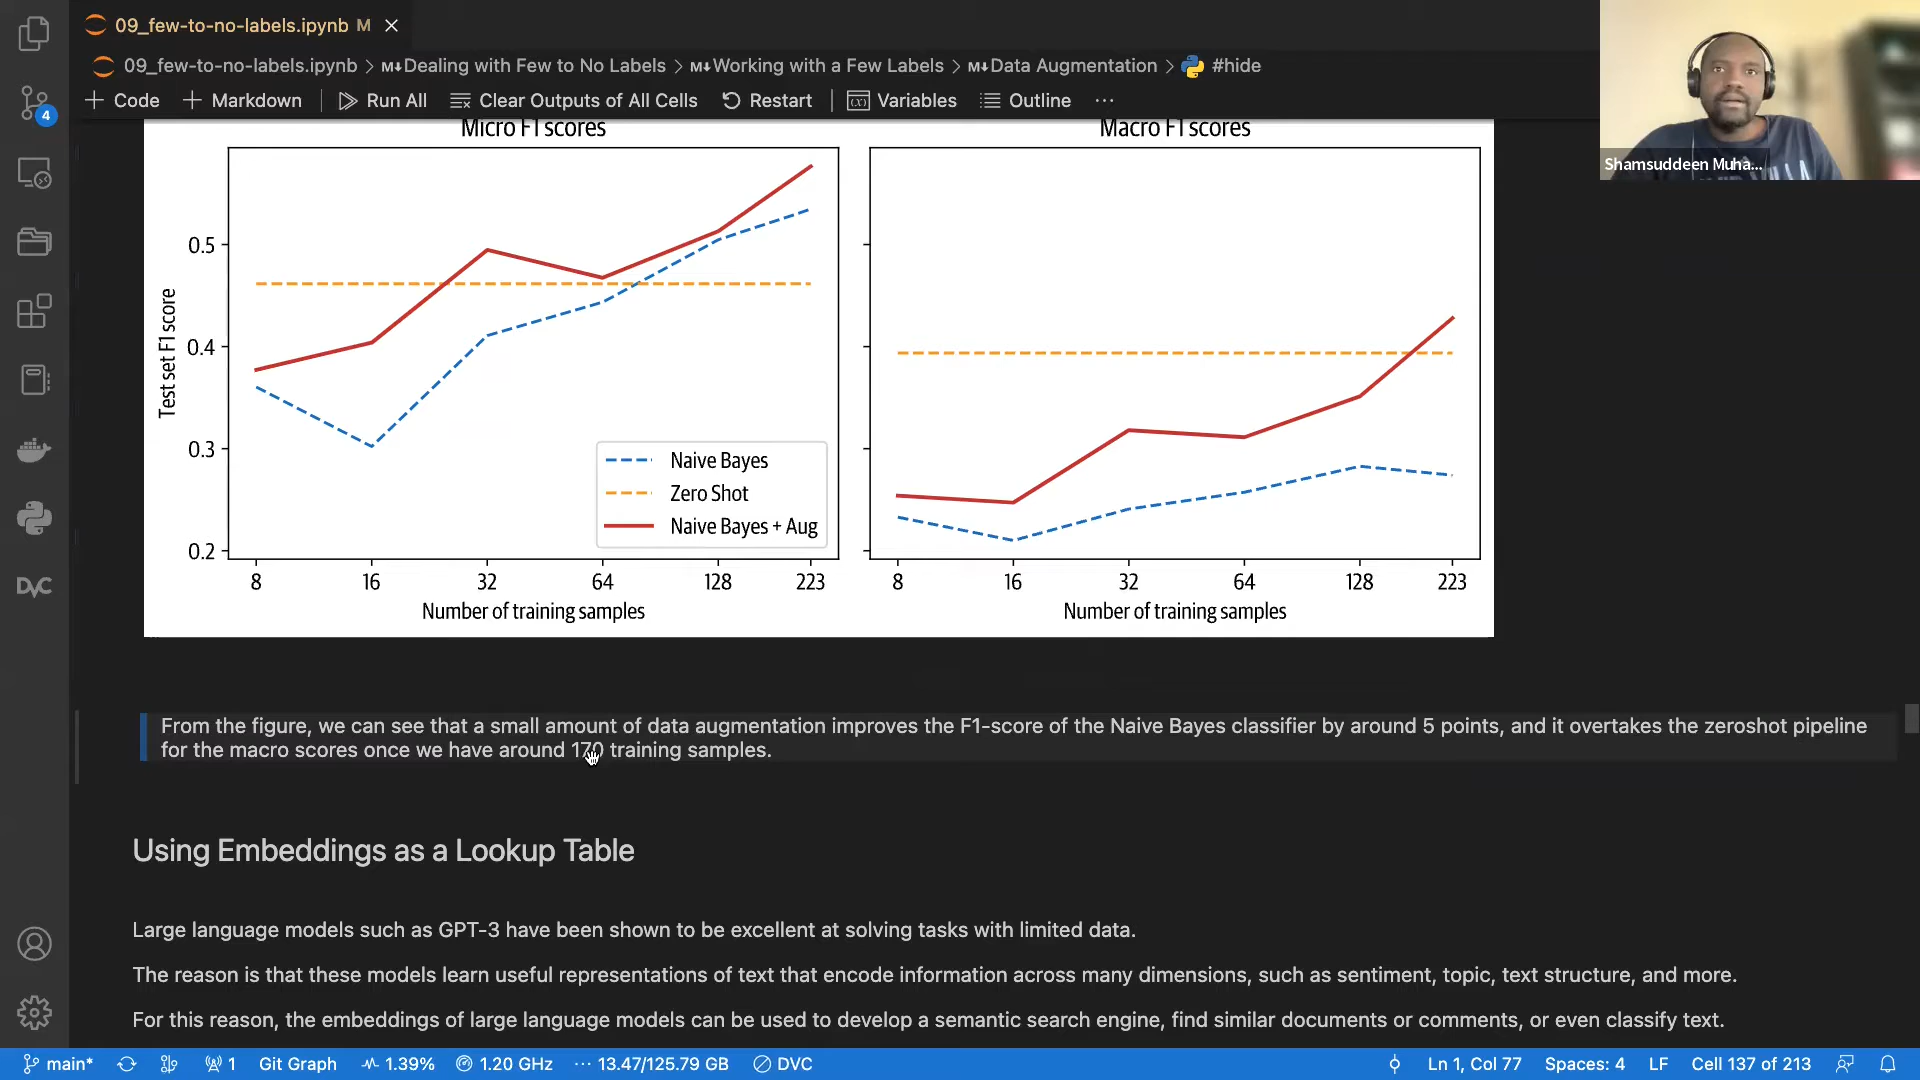 09_few-to-no-labels.ipynb M
09_few-to-no-labels.ipynb > M↓Dealing with Few to No Labels > M↓Working with a Few Labels > M↓Data Augmentation > #hide
+ Code + Markdown Run All Clear Outputs of All Cells Restart Variables Outline ...
4
Shamsuddeen Muha...
Micro F1 scores
Macro F1 scores
Test set F1 score
0.5
0.4
0.3
0.2
Naive Bayes
Zero Shot
Naive Bayes + Aug
8 16 32 64 128 223
8 16 32 64 128 223
Number of training samples
Number of training samples
DVC
From the figure, we can see that a small amount of data augmentation improves the F1-score of the Naive Bayes classifier by around 5 points, and it overtakes the zeroshot pipeline
for the macro scores once we have around 170 training samples.
Using Embeddings as a Lookup Table
Large language models such as GPT-3 have been shown to be excellent at solving tasks with limited data.
The reason is that these models learn useful representations of text that encode information across many dimensions, such as sentiment, topic, text structure, and more.
For this reason, the embeddings of large language models can be used to develop a semantic search engine, find similar documents or comments, or even classify text.
main* 1 Git Graph 1.39% 1.20 GHz ... 13.47/125.79 GB DVC Ln 1, Col 77 Spaces: 4 LF Cell 137 of 213